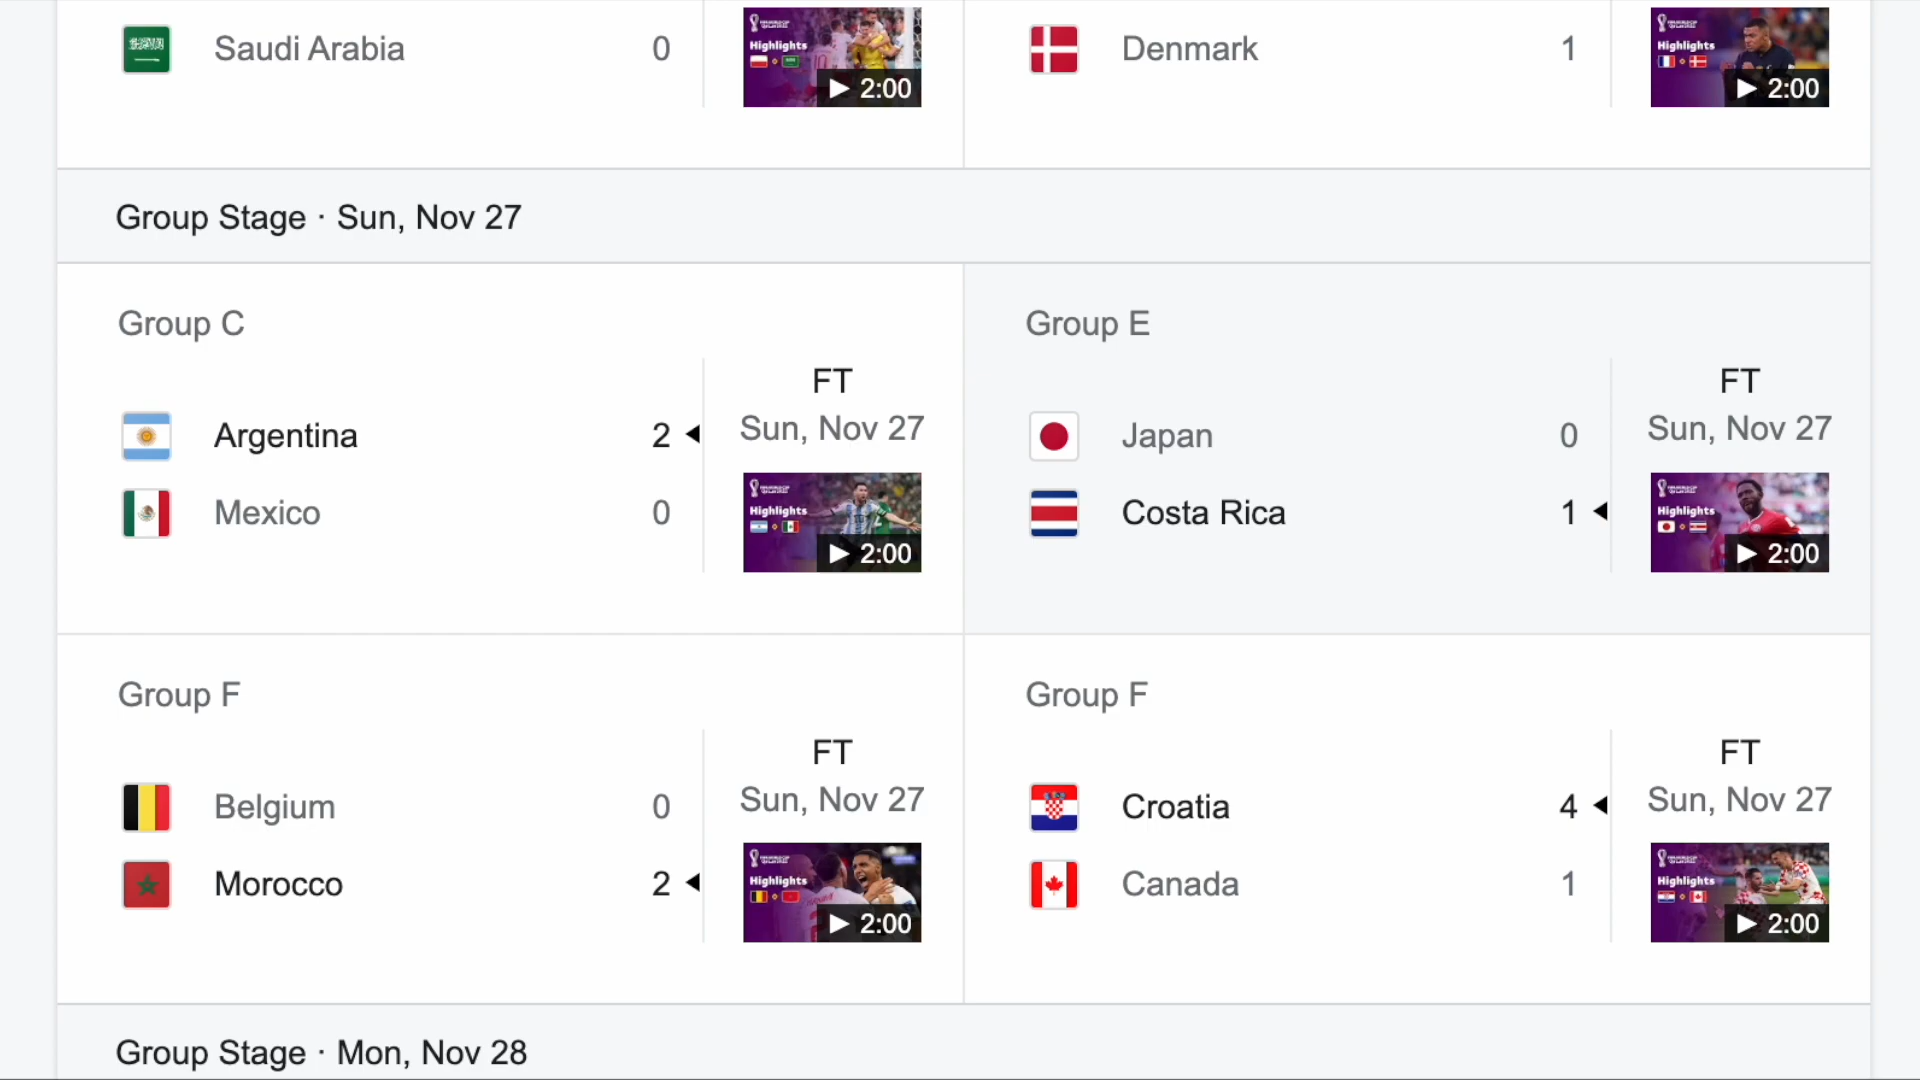 Saudi Arabia 0
Highlights
2:00
Denmark 1
Highlights
2:00
Group Stage · Sun, Nov 27
Group C
FT
Argentina 2
Sun, Nov 27
Mexico 0
Highlights
2:00
Group E
FT
Japan 0
Sun, Nov 27
Costa Rica 1
Highlights
2:00
Group F
FT
Belgium 0
Sun, Nov 27
Morocco 2
Highlights
2:00
Group F
FT
Croatia 4
Sun, Nov 27
Canada 1
Highlights
2:00
Group Stage · Mon, Nov 28